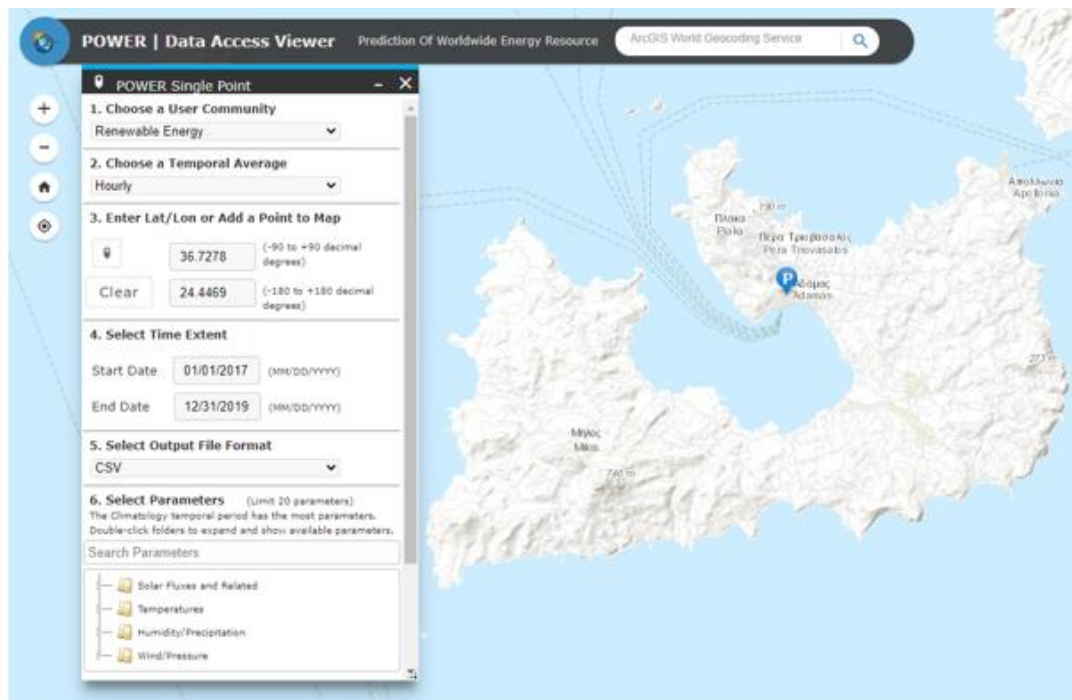 POWER | Data Access Viewer Prediction Of Worldwide Energy Resource ArcGIS World Geocoding Service
POWER Single Point
1. Choose a User Community
Renewable Energy
2. Choose a Temporal Average
Hourly
3. Enter Lat/Lon or Add a Point to Map
36.7278 (-90 to +90 decimal degrees)
Clear 24.4469 (-180 to +180 decimal degrees)
4. Select Time Extent
Start Date 01/01/2017 (MM/DD/YYYY)
End Date 12/31/2019 (MM/DD/YYYY)
5. Select Output File Format
CSV
6. Select Parameters (Limit 20 parameters)
The Climatology temporal period has the most parameters.
Double-click folders to expand and show available parameters.
Search Parameters
Solar Fluxes and Related
Temperatures
Humidity/Precipitation
Wind/Pressure
Απολλωνία
Apollonia
190 m
Πλάκα
Plaka
Πέρα Τριοβάσαλος
Pera Triovasalos
P
Αδάμας
Adamas
273 m
Μήλος
Milos
746 m